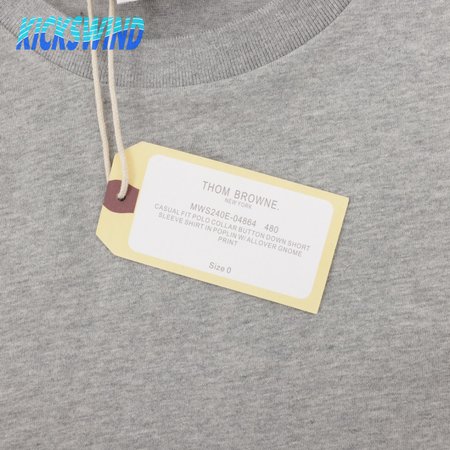 KICKSWIND
THOM BROWNE.
NEW YORK
MWS240E-04864 480
CASUAL FIT POLO COLLAR BUTTON DOWN SHORT
SLEEVE SHIRT IN POPLIN W/ ALLOVER GNOME
PRINT
Size 0